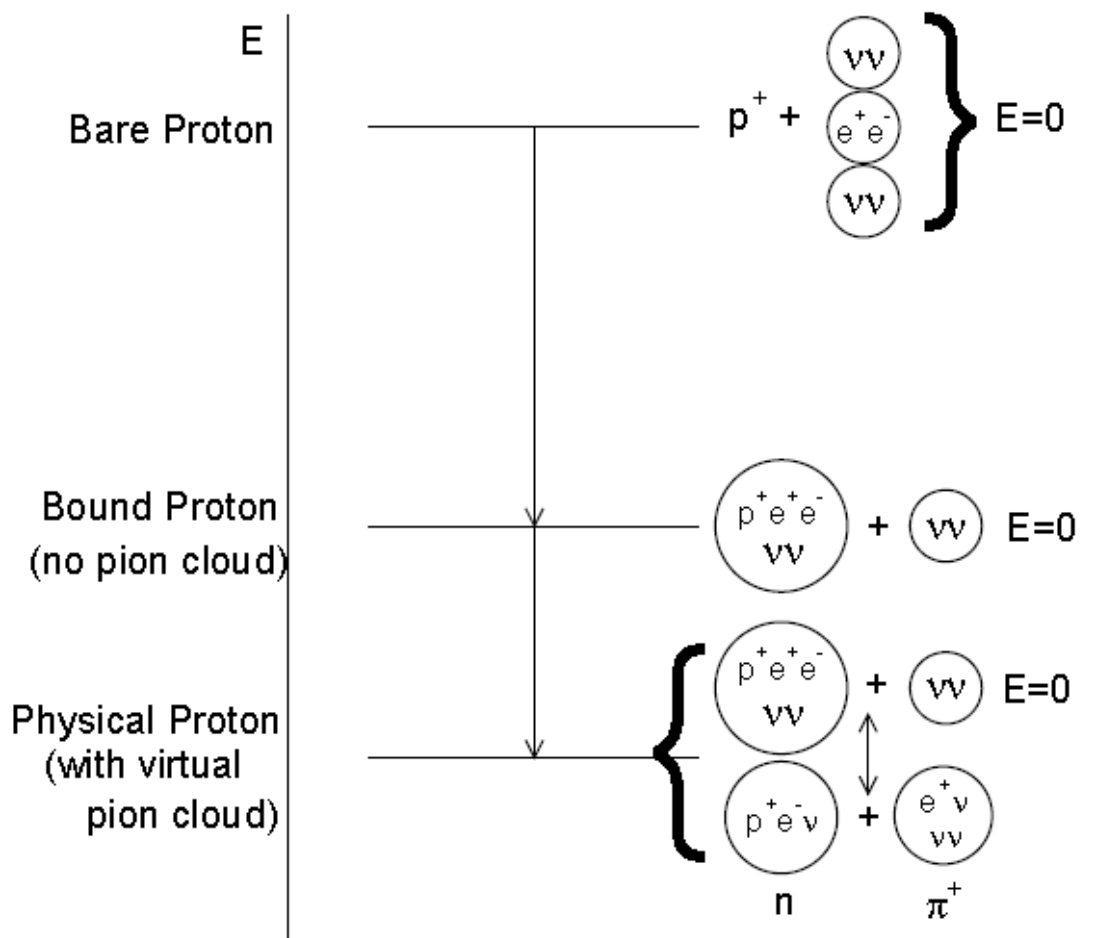 E
νν
Bare Proton
p⁺ + e⁺e⁻ E=0
νν
Bound Proton
(no pion cloud)
p⁺e⁺e⁻
νν + νν E=0
p⁺e⁺e⁻
νν + νν E=0
Physical Proton
(with virtual
pion cloud)
p⁺e⁻ν + e⁺ν
νν
n π⁺